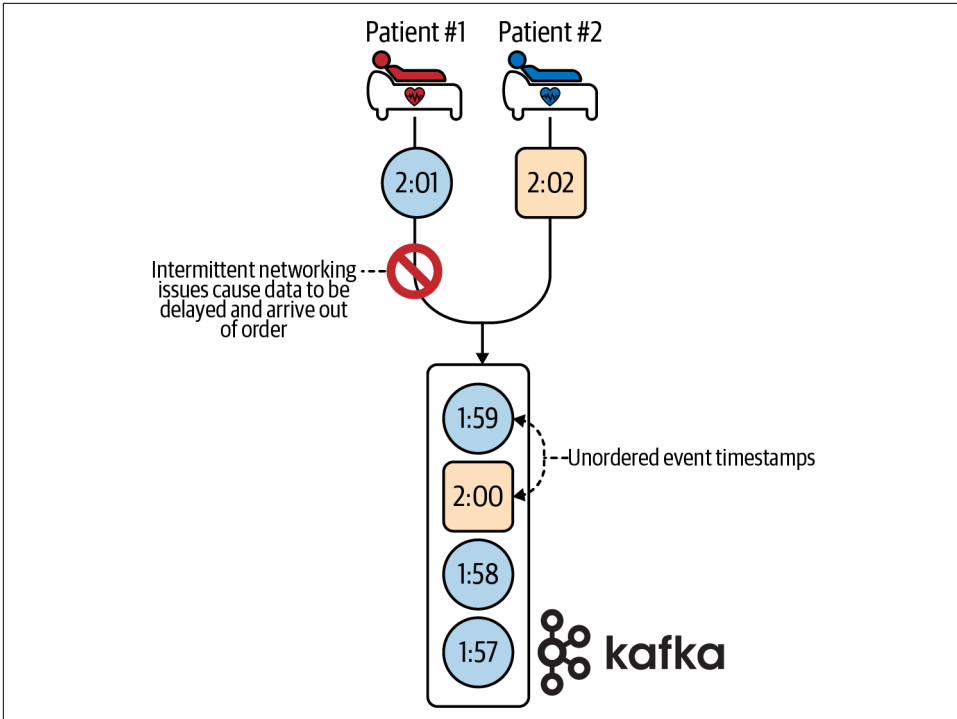 Patient #1
Patient #2
2:01
2:02
Intermittent networking
issues cause data to be
delayed and arrive out
of order
1:59
Unordered event timestamps
2:00
1:58
1:57
kafka